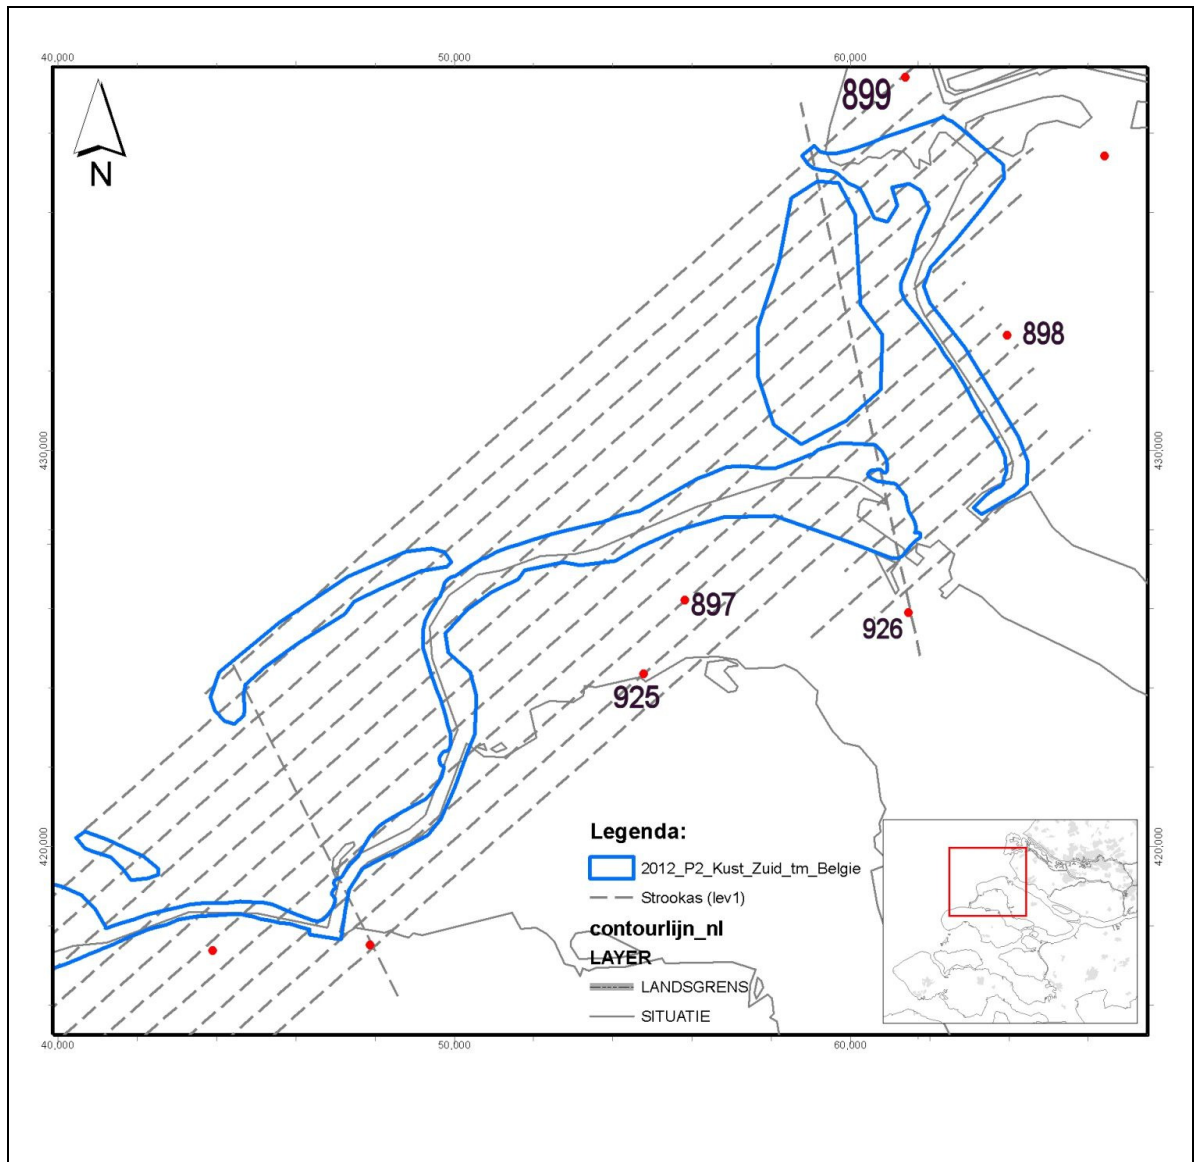 40,000
50,000
60,000
899
N
898
430,000
430,000
897
926
925
Legenda:
420,000
420,000
2012_P2_Kust_Zuid_tm_Belgie
Strookas (lev1)
contourlijn_nl
LAYER
LANDSGRENS
SITUATIE
40,000
50,000
60,000